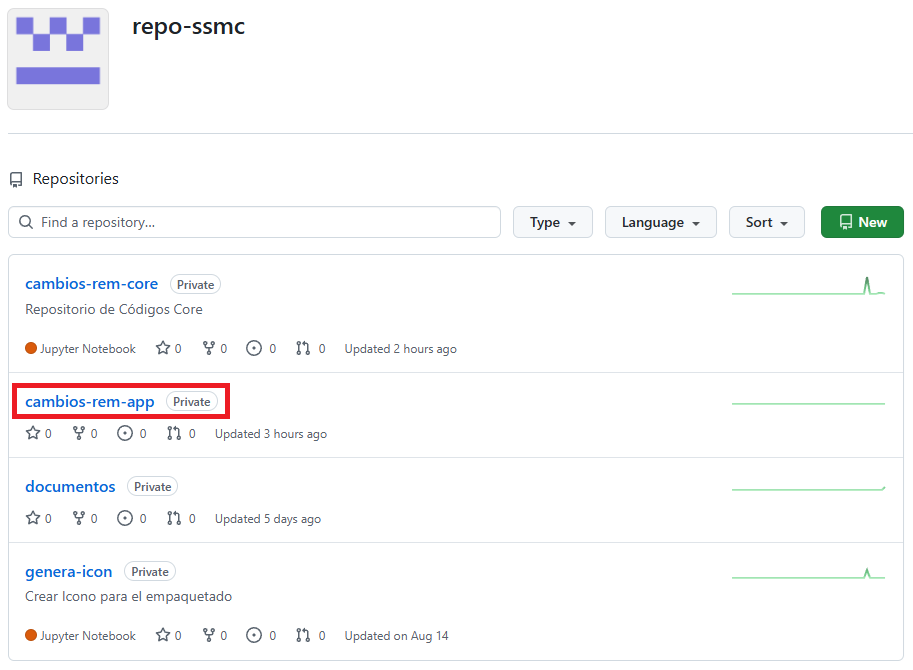 repo-ssmc
Repositories
Find a repository... Type Language Sort New
cambios-rem-core Private
Repositorio de Códigos Core
Jupyter Notebook 0 0 0 0 Updated 2 hours ago
cambios-rem-app Private
0 0 0 0 Updated 3 hours ago
documentos Private
0 0 0 0 Updated 5 days ago
genera-icon Private
Crear Icono para el empaquetado
Jupyter Notebook 0 0 0 0 Updated on Aug 14